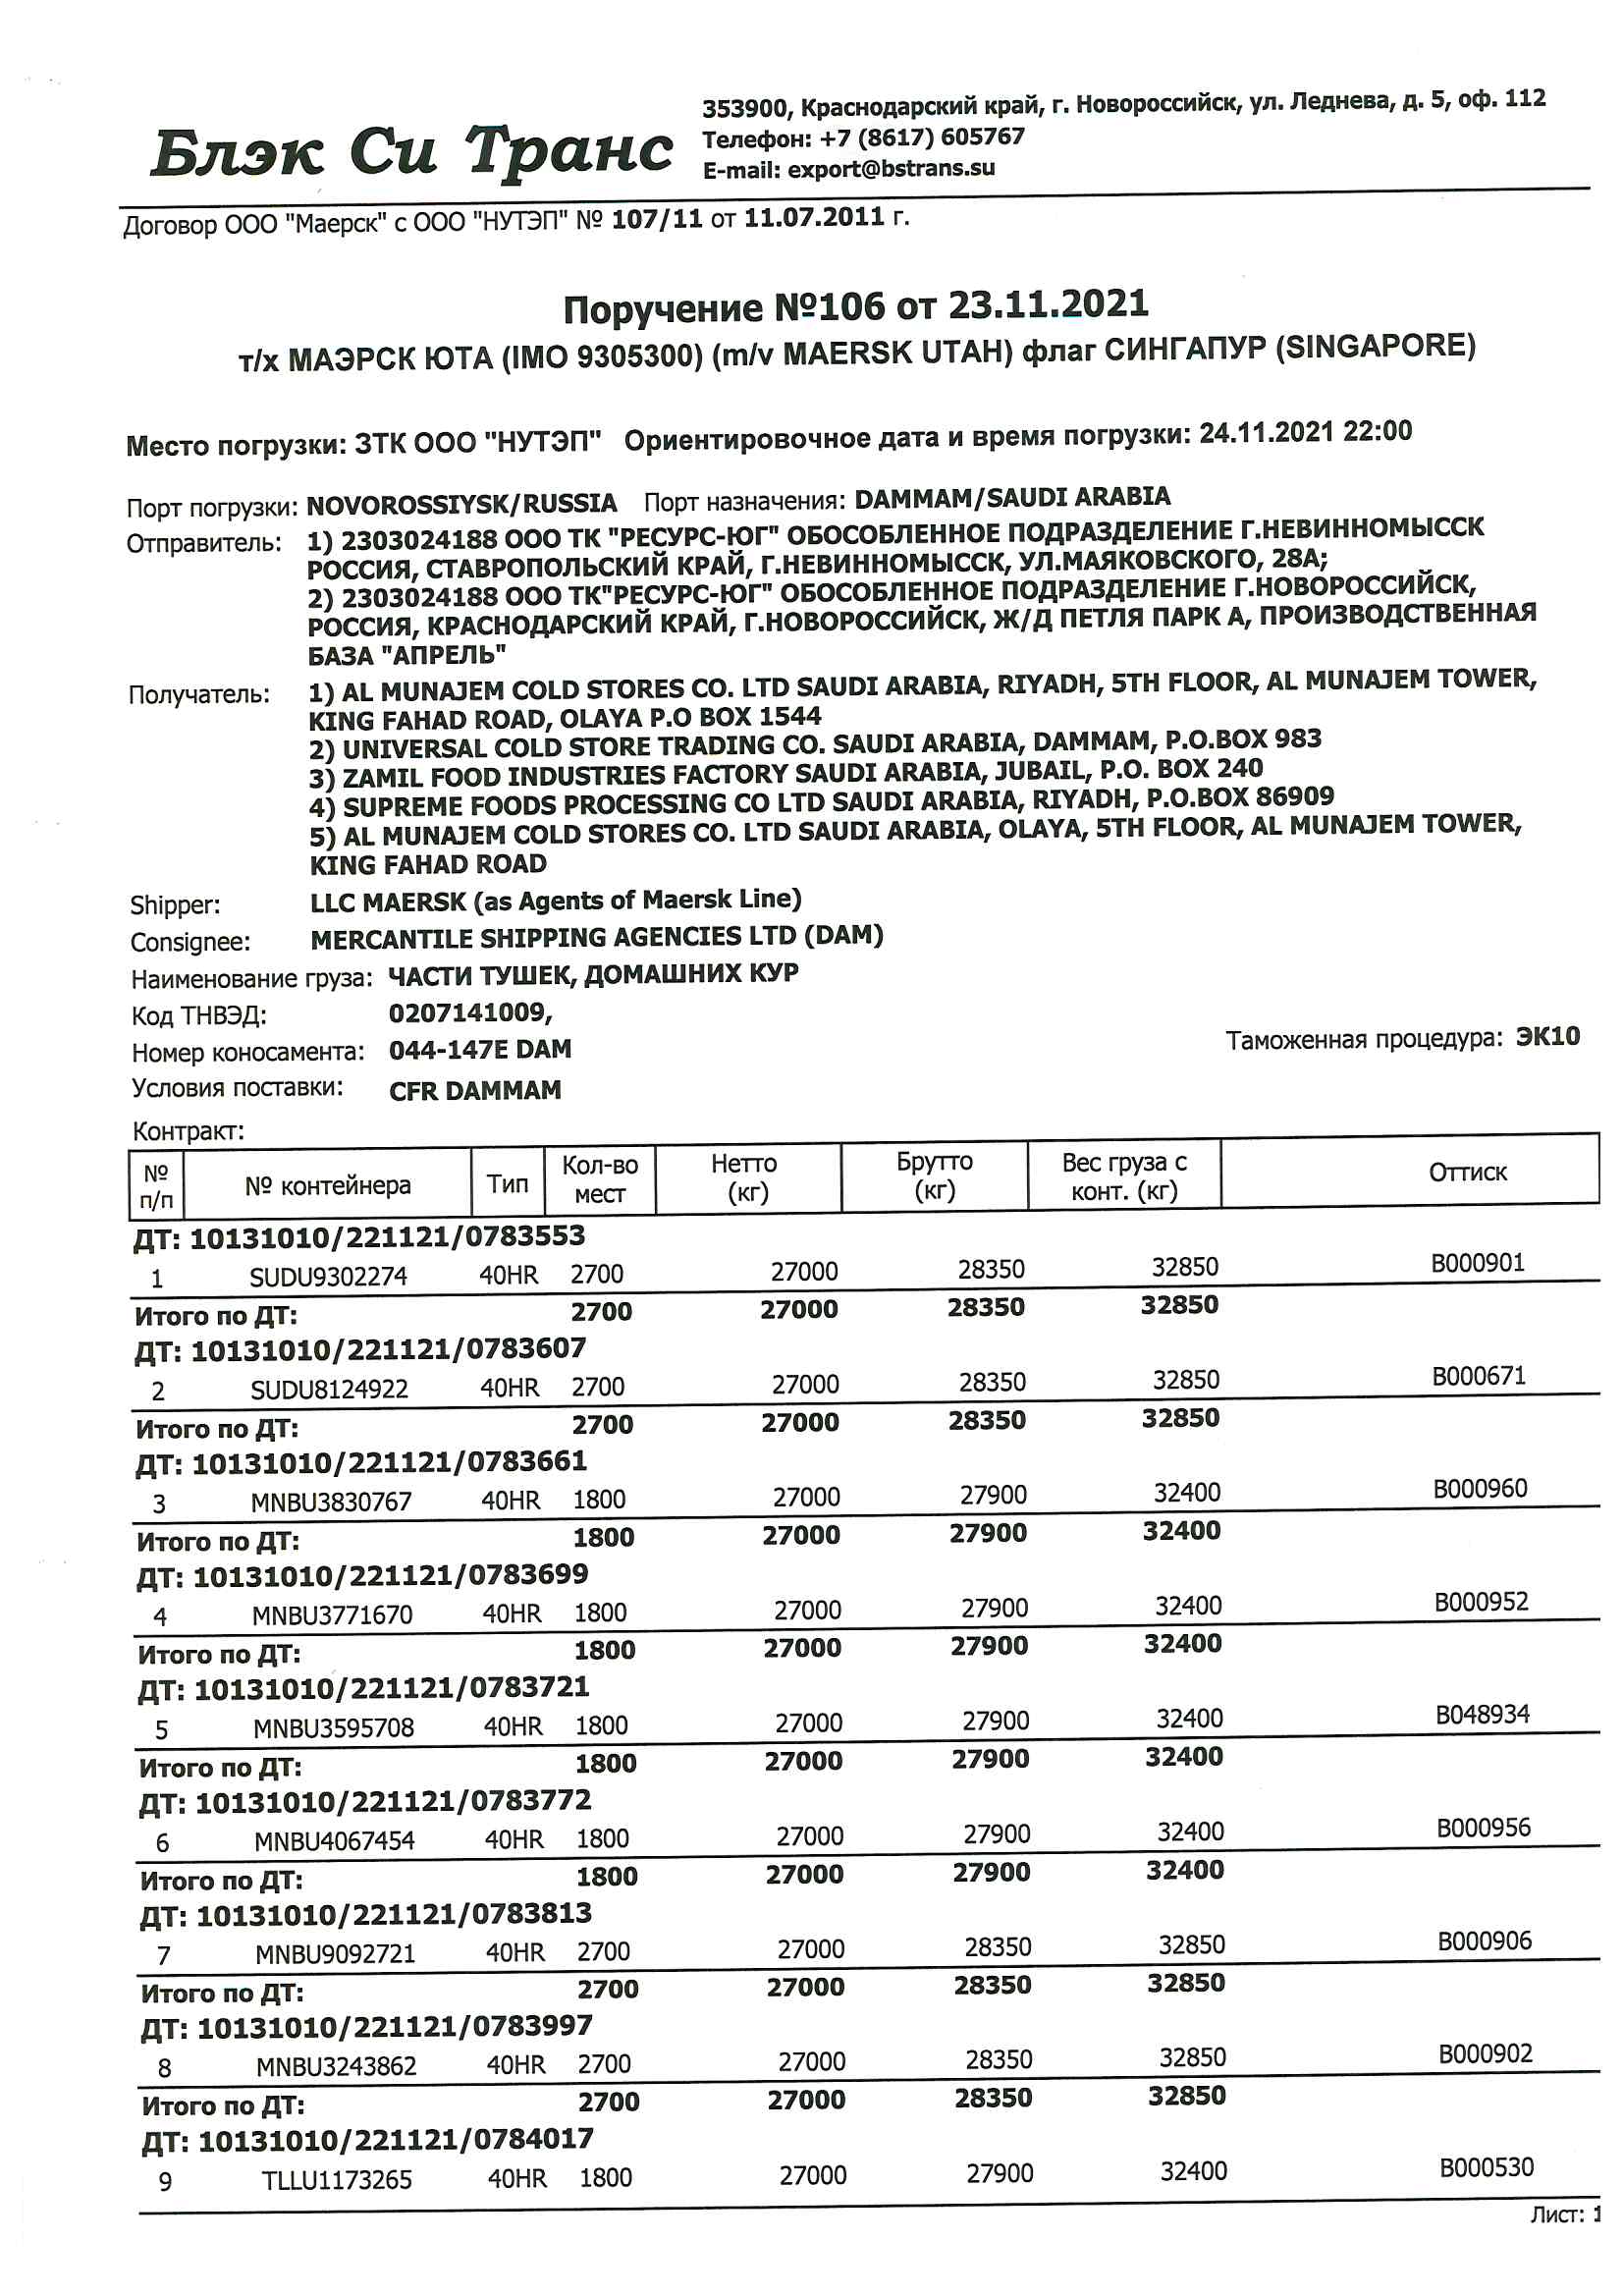 Блэк Си Транс
353900, Краснодарский край, г. Новороссийск, ул. Леднева, д. 5, оф. 112
Телефон: +7 (8617) 605767
E-mail: export@bstrans.su
Договор ООО "Маерск" с ООО "НУТЭП" № 107/11 от 11.07.2011 г.
Поручение №106 от 23.11.2021
т/х МАЭРСК ЮТА (IMO 9305300) (m/v MAERSK UTAH) флаг СИНГАПУР (SINGAPORE)
Место погрузки: ЗТК ООО "НУТЭП" Ориентировочное дата и время погрузки: 24.11.2021 22:00
Порт погрузки: NOVOROSSIYSK/RUSSIA Порт назначения: DAMMAM/SAUDI ARABIA
Отправитель: 1) 2303024188 ООО ТК "РЕСУРС-ЮГ" ОБОСОБЛЕННОЕ ПОДРАЗДЕЛЕНИЕ Г.НЕВИННОМЫССК
РОССИЯ, СТАВРОПОЛЬСКИЙ КРАЙ, Г.НЕВИННОМЫССК, УЛ.МАЯКОВСКОГО, 28А;
2) 2303024188 ООО ТК"РЕСУРС-ЮГ" ОБОСОБЛЕННОЕ ПОДРАЗДЕЛЕНИЕ Г.НОВОРОССИЙСК,
РОССИЯ, КРАСНОДАРСКИЙ КРАЙ, Г.НОВОРОССИЙСК, Ж/Д ПЕТЛЯ ПАРК А, ПРОИЗВОДСТВЕННАЯ
БАЗА "АПРЕЛЬ"
Получатель: 1) AL MUNAJEM COLD STORES CO. LTD SAUDI ARABIA, RIYADH, 5TH FLOOR, AL MUNAJEM TOWER,
KING FAHAD ROAD, OLAYA P.O BOX 1544
2) UNIVERSAL COLD STORE TRADING CO. SAUDI ARABIA, DAMMAM, P.O.BOX 983
3) ZAMIL FOOD INDUSTRIES FACTORY SAUDI ARABIA, JUBAIL, P.O. BOX 240
4) SUPREME FOODS PROCESSING CO LTD SAUDI ARABIA, RIYADH, P.O.BOX 86909
5) AL MUNAJEM COLD STORES CO. LTD SAUDI ARABIA, OLAYA, 5TH FLOOR, AL MUNAJEM TOWER,
KING FAHAD ROAD
Shipper: LLC MAERSK (as Agents of Maersk Line)
Consignee: MERCANTILE SHIPPING AGENCIES LTD (DAM)
Наименование груза: ЧАСТИ ТУШЕК, ДОМАШНИХ КУР
Код ТНВЭД: 0207141009,
Номер коносамента: 044-147E DAM Таможенная процедура: ЭК10
Условия поставки: CFR DAMMAM
Контракт:
№ п/п № контейнера Тип Кол-во мест Нетто (кг) Брутто (кг) Вес груза с конт. (кг) Оттиск
ДТ: 10131010/221121/0783553
1 SUDU9302274 40HR 2700 27000 28350 32850 B000901
Итого по ДТ: 2700 27000 28350 32850
ДТ: 10131010/221121/0783607
2 SUDU8124922 40HR 2700 27000 28350 32850 B000671
Итого по ДТ: 2700 27000 28350 32850
ДТ: 10131010/221121/0783661
3 MNBU3830767 40HR 1800 27000 27900 32400 B000960
Итого по ДТ: 1800 27000 27900 32400
ДТ: 10131010/221121/0783699
4 MNBU3771670 40HR 1800 27000 27900 32400 B000952
Итого по ДТ: 1800 27000 27900 32400
ДТ: 10131010/221121/0783721
5 MNBU3595708 40HR 1800 27000 27900 32400 B048934
Итого по ДТ: 1800 27000 27900 32400
ДТ: 10131010/221121/0783772
6 MNBU4067454 40HR 1800 27000 27900 32400 B000956
Итого по ДТ: 1800 27000 27900 32400
ДТ: 10131010/221121/0783813
7 MNBU9092721 40HR 2700 27000 28350 32850 B000906
Итого по ДТ: 2700 27000 28350 32850
ДТ: 10131010/221121/0783997
8 MNBU3243862 40HR 2700 27000 28350 32850 B000902
Итого по ДТ: 2700 27000 28350 32850
ДТ: 10131010/221121/0784017
9 TLLU1173265 40HR 1800 27000 27900 32400 B000530
Лист: 1